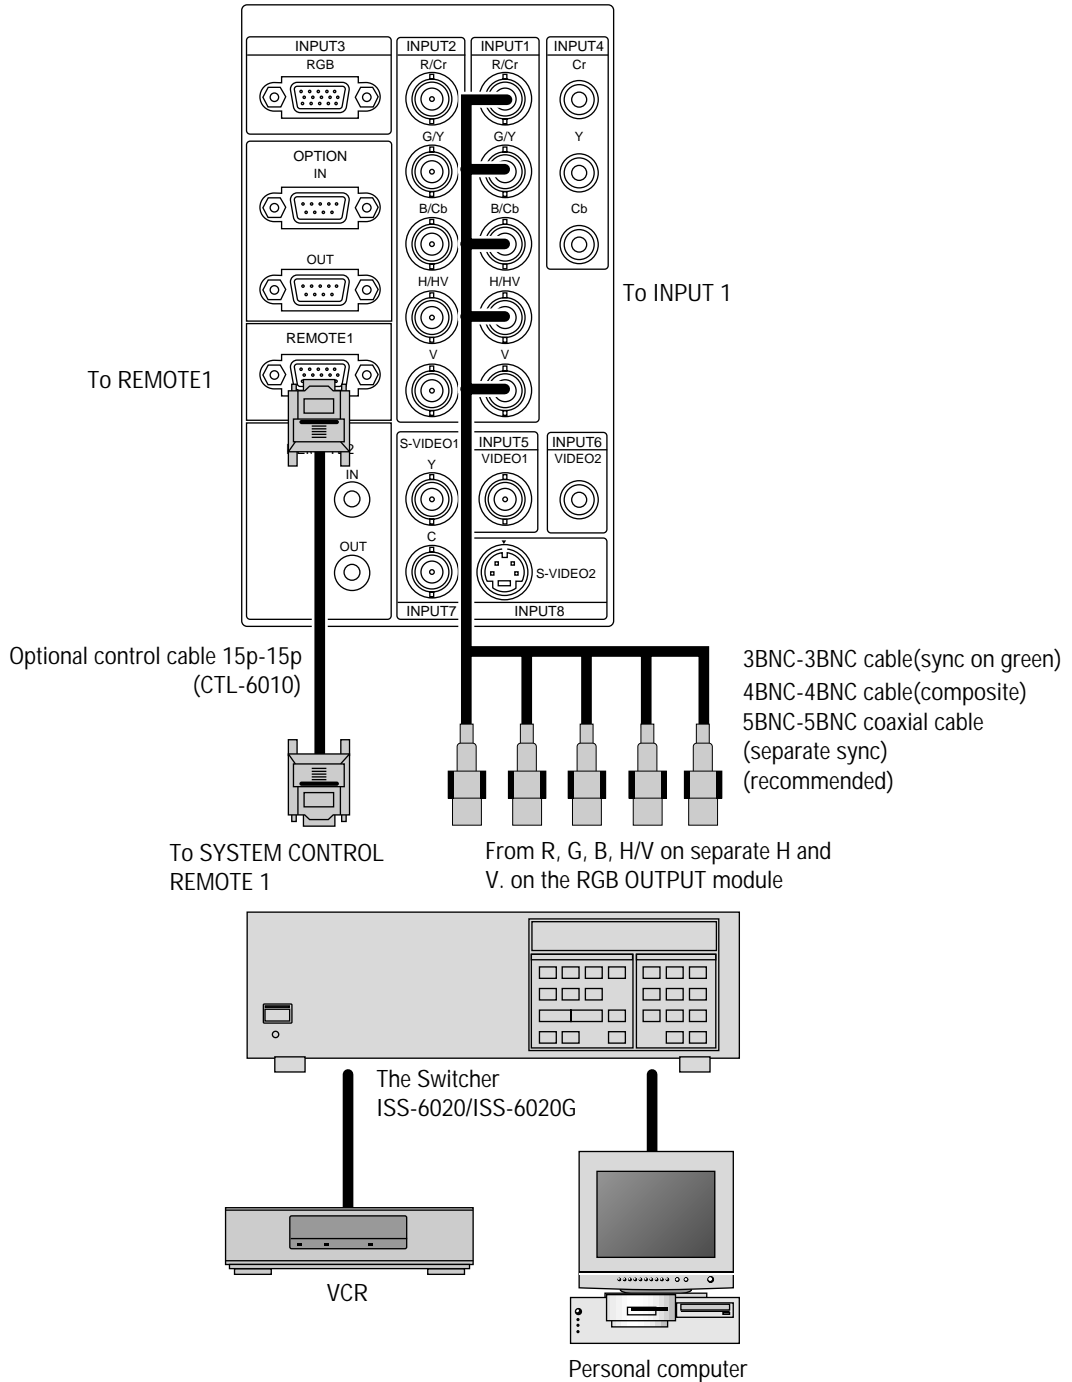 INPUT3
RGB
INPUT2
R/Cr
INPUT1
R/Cr
INPUT4
Cr
G/Y
G/Y
Y
OPTION
IN
B/Cb
B/Cb
Cb
OUT
H/HV
H/HV
To INPUT 1
REMOTE1
V
V
To REMOTE1
S-VIDEO1
Y
INPUT5
VIDEO1
INPUT6
VIDEO2
IN
OUT
C
S-VIDEO2
INPUT7
INPUT8
Optional control cable 15p-15p
(CTL-6010)
3BNC-3BNC cable(sync on green)
4BNC-4BNC cable(composite)
5BNC-5BNC coaxial cable
(separate sync)
(recommended)
To SYSTEM CONTROL
REMOTE 1
From R, G, B, H/V on separate H and
V. on the RGB OUTPUT module
The Switcher
ISS-6020/ISS-6020G
VCR
Personal computer